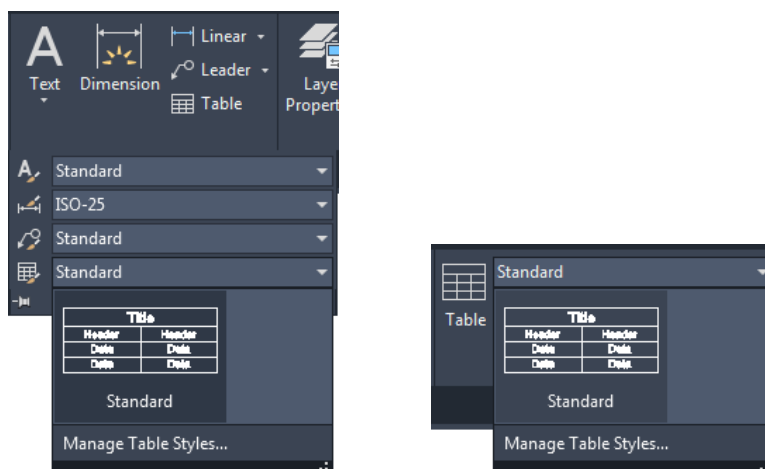 A
Linear
Leader
Text
Dimension
Table
Laye
Propert
A
Standard
ISO-25
Standard
Standard
Title
Header Header
Data Data
Data Data
Standard
Manage Table Styles...
Standard
Table
Title
Header Header
Data Data
Data Data
Standard
Manage Table Styles...